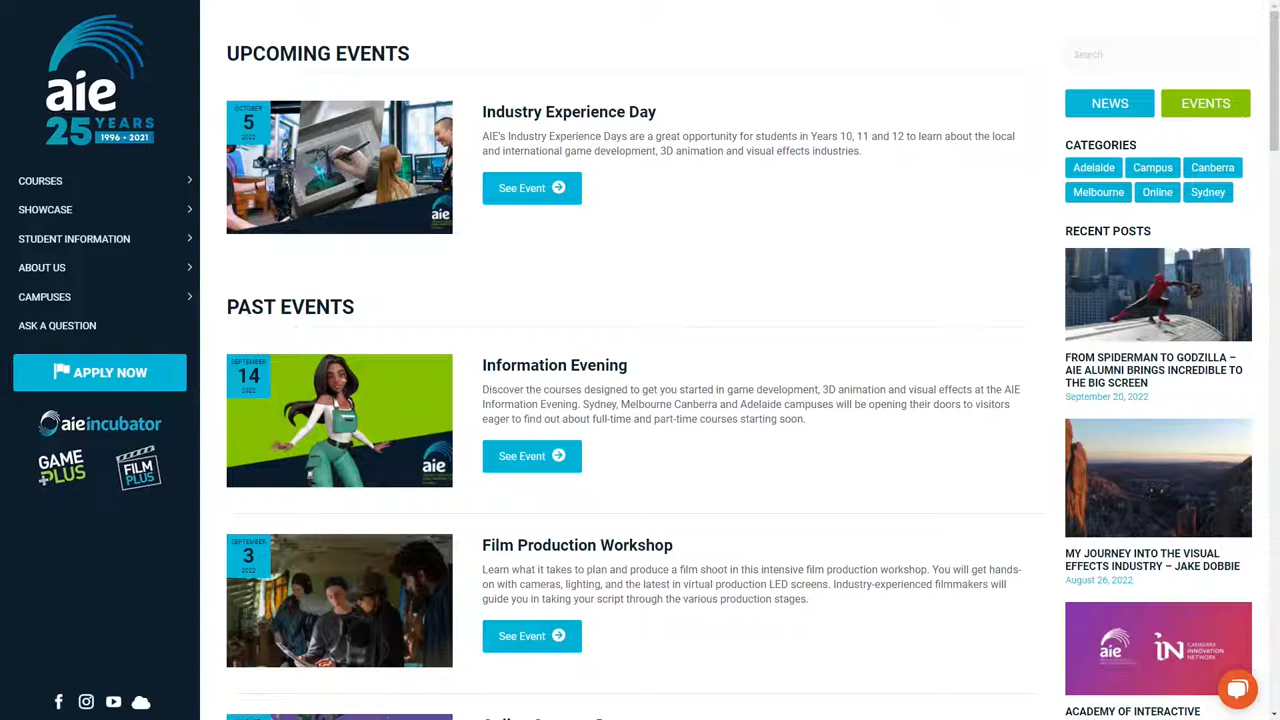 aie
25 YEARS
1996 • 2021
COURSES
SHOWCASE
STUDENT INFORMATION
ABOUT US
CAMPUSES
ASK A QUESTION
APPLY NOW
aieincubator
GAME
+PLUS
FILM
PLUS
UPCOMING EVENTS
OCTOBER
5
2022
aie
Industry Experience Day
AIE's Industry Experience Days are a great opportunity for students in Years 10, 11 and 12 to learn about the local
and international game development, 3D animation and visual effects industries.
See Event
PAST EVENTS
SEPTEMBER
14
2022
aie
Information Evening
Discover the courses designed to get you started in game development, 3D animation and visual effects at the AIE
Information Evening. Sydney, Melbourne Canberra and Adelaide campuses will be opening their doors to visitors
eager to find out about full-time and part-time courses starting soon.
See Event
SEPTEMBER
3
2022
Film Production Workshop
Learn what it takes to plan and produce a film shoot in this intensive film production workshop. You will get hands-
on with cameras, lighting, and the latest in virtual production LED screens. Industry-experienced filmmakers will
guide you in taking your script through the various production stages.
See Event
Search
NEWS
EVENTS
CATEGORIES
Adelaide
Campus
Canberra
Melbourne
Online
Sydney
RECENT POSTS
FROM SPIDERMAN TO GODZILLA –
AIE ALUMNI BRINGS INCREDIBLE TO
THE BIG SCREEN
September 20, 2022
MY JOURNEY INTO THE VISUAL
EFFECTS INDUSTRY – JAKE DOBBIE
August 26, 2022
aie
iN
CANBERRA
INNOVATION
NETWORK
ACADEMY OF INTERACTIVE